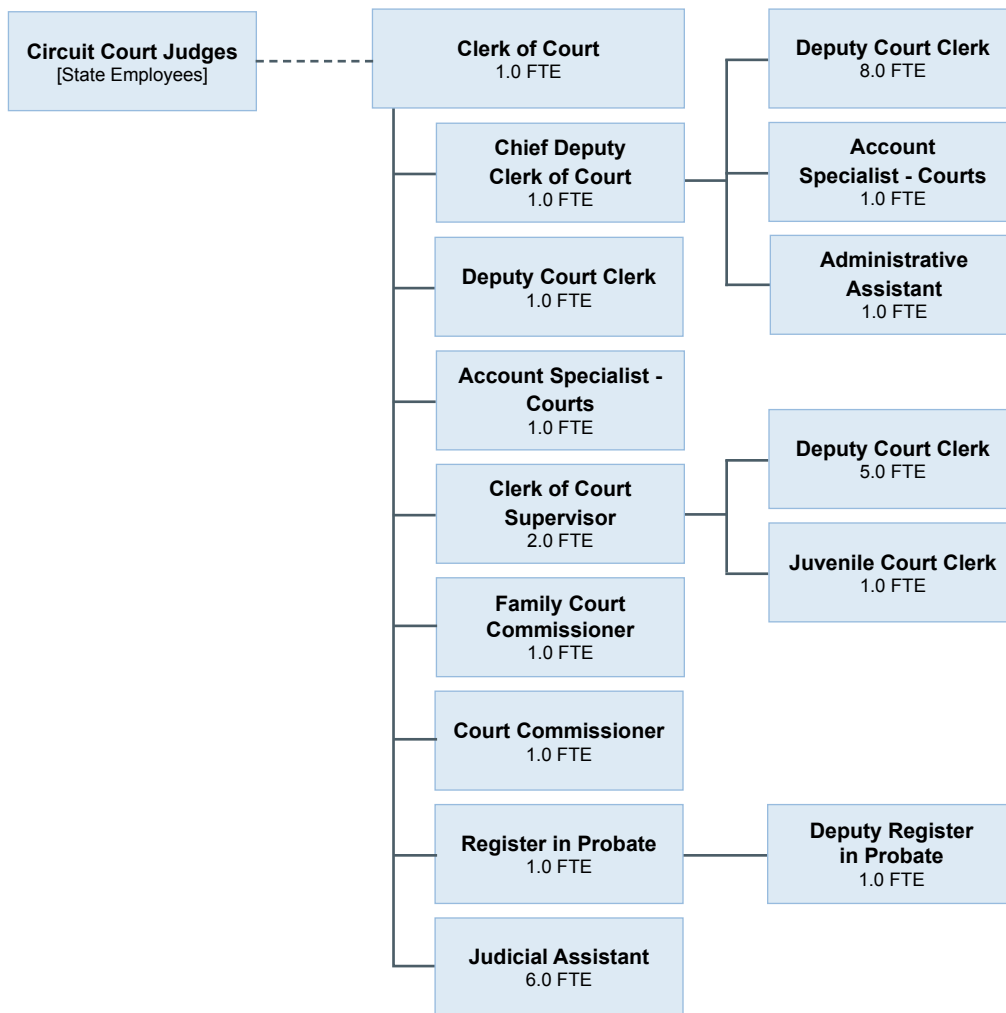 Circuit Court Judges
[State Employees]
Clerk of Court
1.0 FTE
Chief Deputy
Clerk of Court
1.0 FTE
Deputy Court Clerk
8.0 FTE
Account
Specialist - Courts
1.0 FTE
Administrative
Assistant
1.0 FTE
Deputy Court Clerk
1.0 FTE
Account Specialist -
Courts
1.0 FTE
Clerk of Court
Supervisor
2.0 FTE
Deputy Court Clerk
5.0 FTE
Juvenile Court Clerk
1.0 FTE
Family Court
Commissioner
1.0 FTE
Court Commissioner
1.0 FTE
Register in Probate
1.0 FTE
Deputy Register
in Probate
1.0 FTE
Judicial Assistant
6.0 FTE